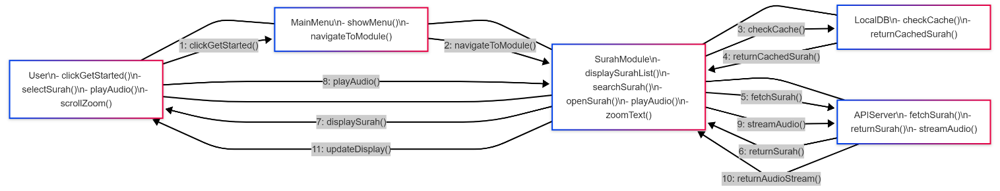 MainMenu\n- showMenu()\n-
navigateToModule()
LocalDB\n- checkCache()\n-
returnCachedSurah()
3: checkCache()
1: clickGetStarted()
2: navigateToModule()
4: returnCachedSurah()
User\n- clickGetStarted()\n-
selectSurah()\n- playAudio()\n-
scrollZoom()
SurahModule\n-
displaySurahList()\n-
searchSurah()\n-
openSurah()\n- playAudio()\n-
zoomText()
8: playAudio()
5: fetchSurah()
APIServer\n- fetchSurah()\n-
returnSurah()\n- streamAudio()
7: displaySurah()
9: streamAudio()
11: updateDisplay()
6: returnSurah()
10: returnAudioStream()